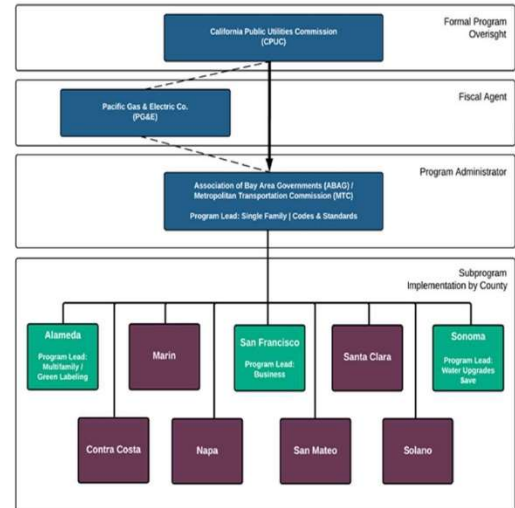 Formal Program
Overisght
California Public Utilities Commission
(CPUC)
Fiscal Agent
Pacific Gas & Electric Co.
(PG&E)
Program Administrator
Association of Bay Area Governments (ABAG) /
Metropolitan Transportation Commission (MTC)
Program Lead: Single Family | Codes & Standards
Subprogram
Implementation by County
Alameda
Program Lead:
Multifamily /
Green Labeling
Marin
San Francisco
Program Lead:
Business
Santa Clara
Sonoma
Program Lead:
Water Upgrades
$ave
Contra Costa
Napa
San Mateo
Solano